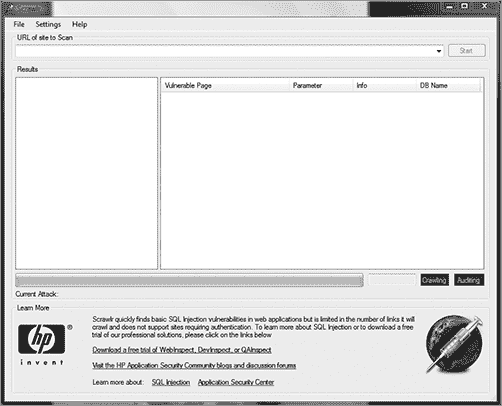 File Settings Help
URL of site to Scan
Start
Results
Vulnerable Page Parameter Info DB Name
Crawling Auditing
Current Attack:
Learn More
Scrawlr quickly finds basic SQL Injection vulnerabilities in web applications but is limited in the number of links it will
crawl and does not support sites requiring authentication. To learn more about SQL Injection or to download a free
trial of our professional solutions, please click on the links below
hp
®
invent
Download a free trial of WebInspect, DevInspect, or QAInspect
Visit the HP Application Security Community blogs and discussion forums
Learn more about: SQL Injection Application Security Center